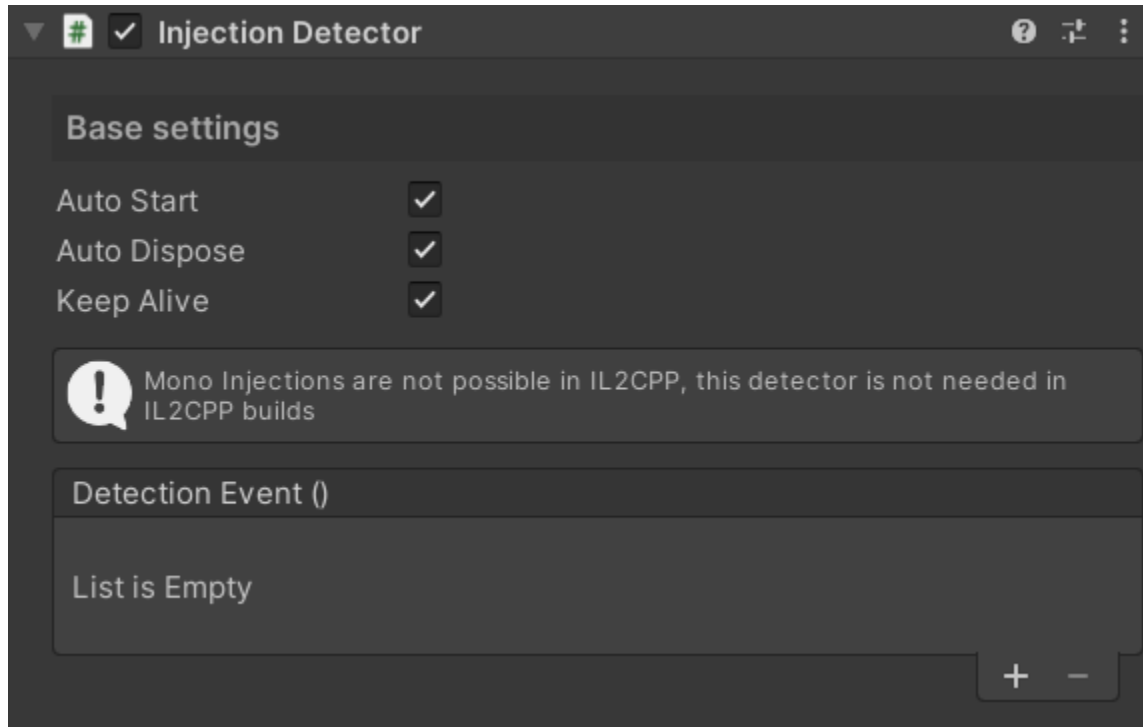 Injection Detector
Base settings
Auto Start
Auto Dispose
Keep Alive
Mono Injections are not possible in IL2CPP, this detector is not needed in
IL2CPP builds
Detection Event ()
List is Empty